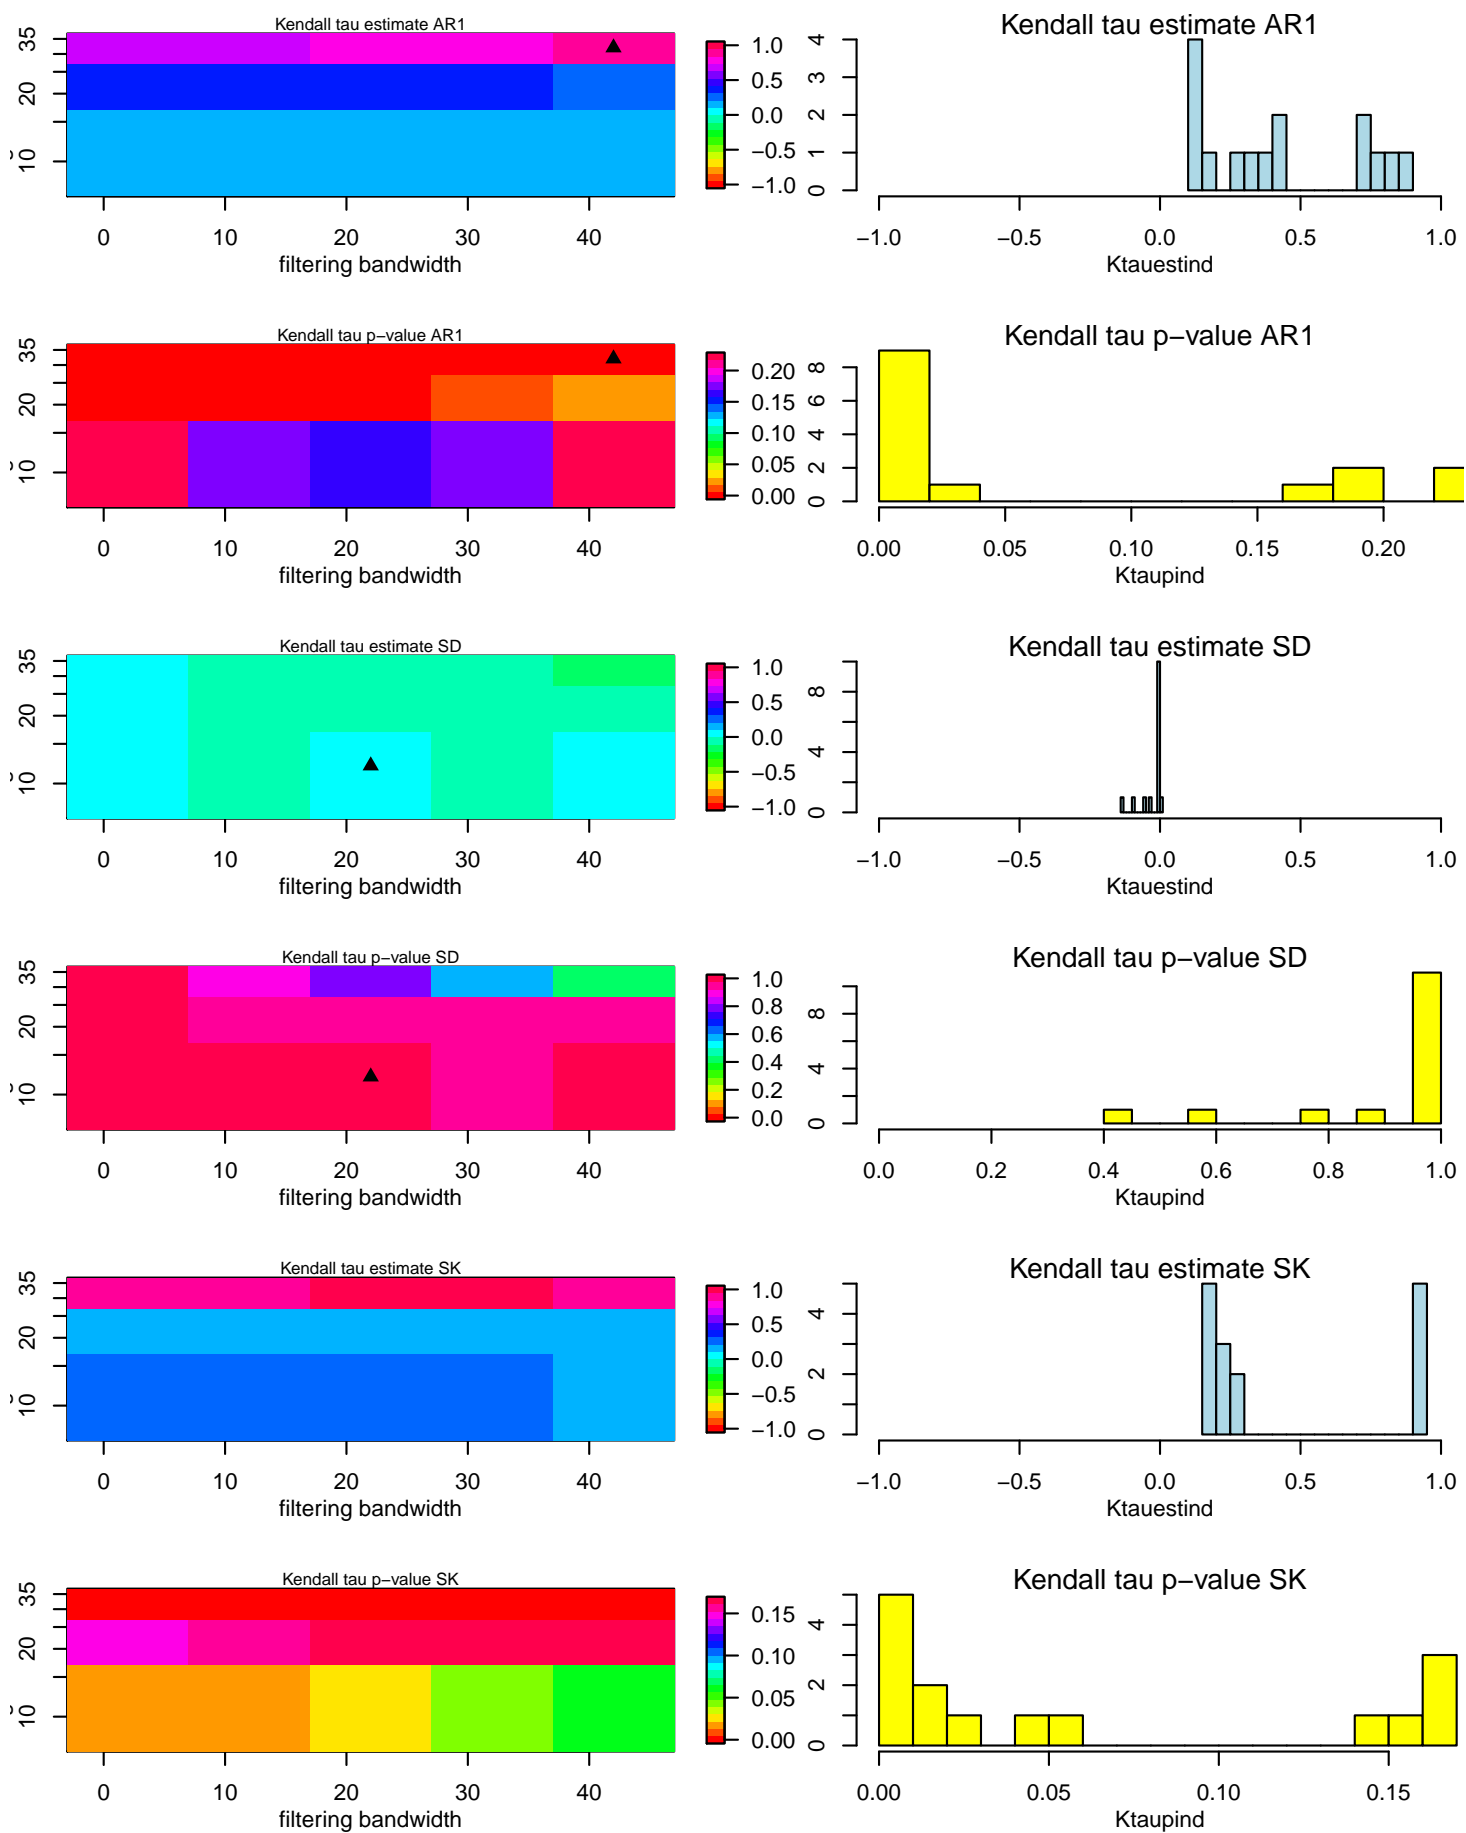 Kendall tau estimate AR1
35
20
10
0 10 20 30 40
filtering bandwidth
1.0
0.5
0.0
−0.5
−1.0
Kendall tau estimate AR1
4
3
2
1
0
−1.0 −0.5 0.0 0.5 1.0
Ktauestind
Kendall tau p−value AR1
35
20
10
0 10 20 30 40
filtering bandwidth
0.20
0.15
0.10
0.05
0.00
Kendall tau p−value AR1
8
6
4
2
0
0.00 0.05 0.10 0.15 0.20
Ktaupind
Kendall tau estimate SD
35
20
10
0 10 20 30 40
filtering bandwidth
1.0
0.5
0.0
−0.5
−1.0
Kendall tau estimate SD
8
4
0
−1.0 −0.5 0.0 0.5 1.0
Ktauestind
Kendall tau p−value SD
35
20
10
0 10 20 30 40
filtering bandwidth
1.0
0.8
0.6
0.4
0.2
0.0
Kendall tau p−value SD
8
4
0
0.0 0.2 0.4 0.6 0.8 1.0
Ktaupind
Kendall tau estimate SK
35
20
10
0 10 20 30 40
filtering bandwidth
1.0
0.5
0.0
−0.5
−1.0
Kendall tau estimate SK
4
2
0
−1.0 −0.5 0.0 0.5 1.0
Ktauestind
Kendall tau p−value SK
35
20
10
0 10 20 30 40
filtering bandwidth
0.15
0.10
0.05
0.00
Kendall tau p−value SK
4
2
0
0.00 0.05 0.10 0.15
Ktaupind